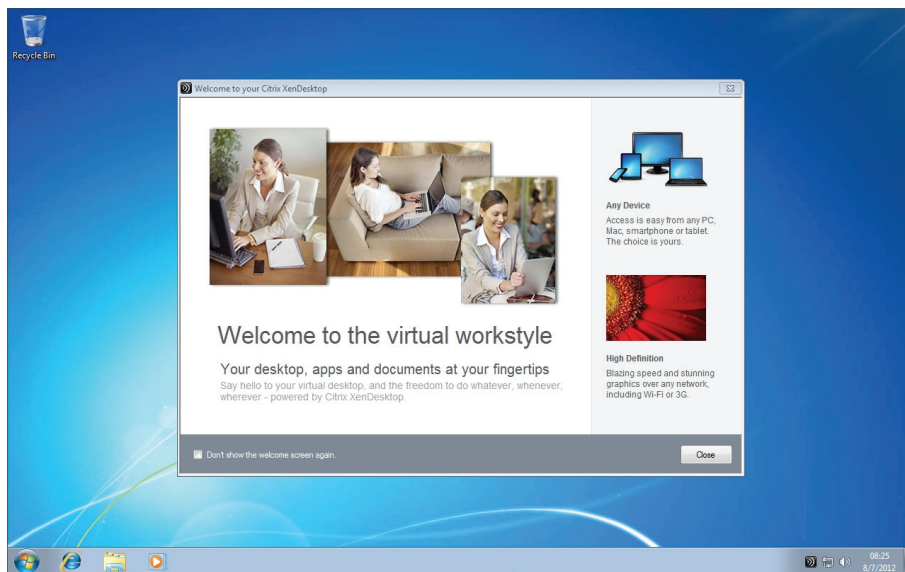 Recycle Bin
Welcome to your Citrix XenDesktop
Any Device
Access is easy from any PC,
Mac, smartphone or tablet.
The choice is yours.
Welcome to the virtual workstyle
Your desktop, apps and documents at your fingertips
Say hello to your virtual desktop, and the freedom to do whatever, whenever,
wherever - powered by Citrix XenDesktop.
High Definition
Blazing speed and stunning
graphics over any network,
including Wi-Fi or 3G.
Don't show the welcome screen again.
Close
08:25
8/7/2012